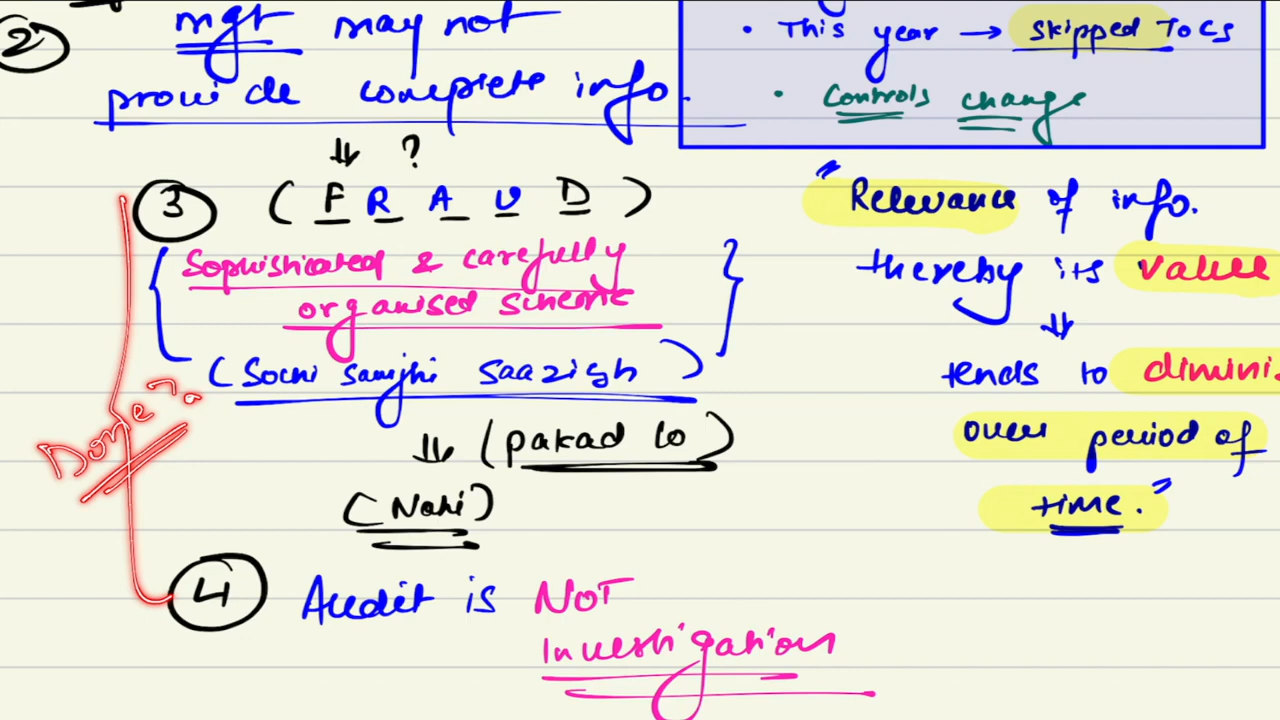 ② mgt may not
provide complete info.
⇓ ?
③ (FRAUD)
{Sophisticated & carefully
organised scheme}
(Sochi Samjhi Saazish)
⇓ (pakad lo)
(Nahi)
④ Audit is NOT
Investigation
Done?
• This year → skipped TOCs
• Controls change
"Relevance of info.
thereby its value
⇓
tends to dimini
over period of
time."